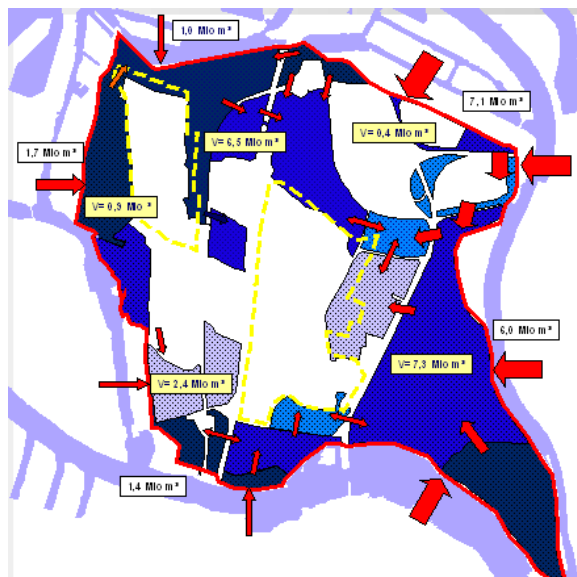 1,0 Mio m³
7,1 Mio m³
V= 6,5 Mio m³
V= 0,4 Mio m³
1,7 Mio m³
V= 0,9 Mio m³
6,0 Mio m³
V= 7,3 Mio m³
V= 2,4 Mio m³
1,4 Mio m³